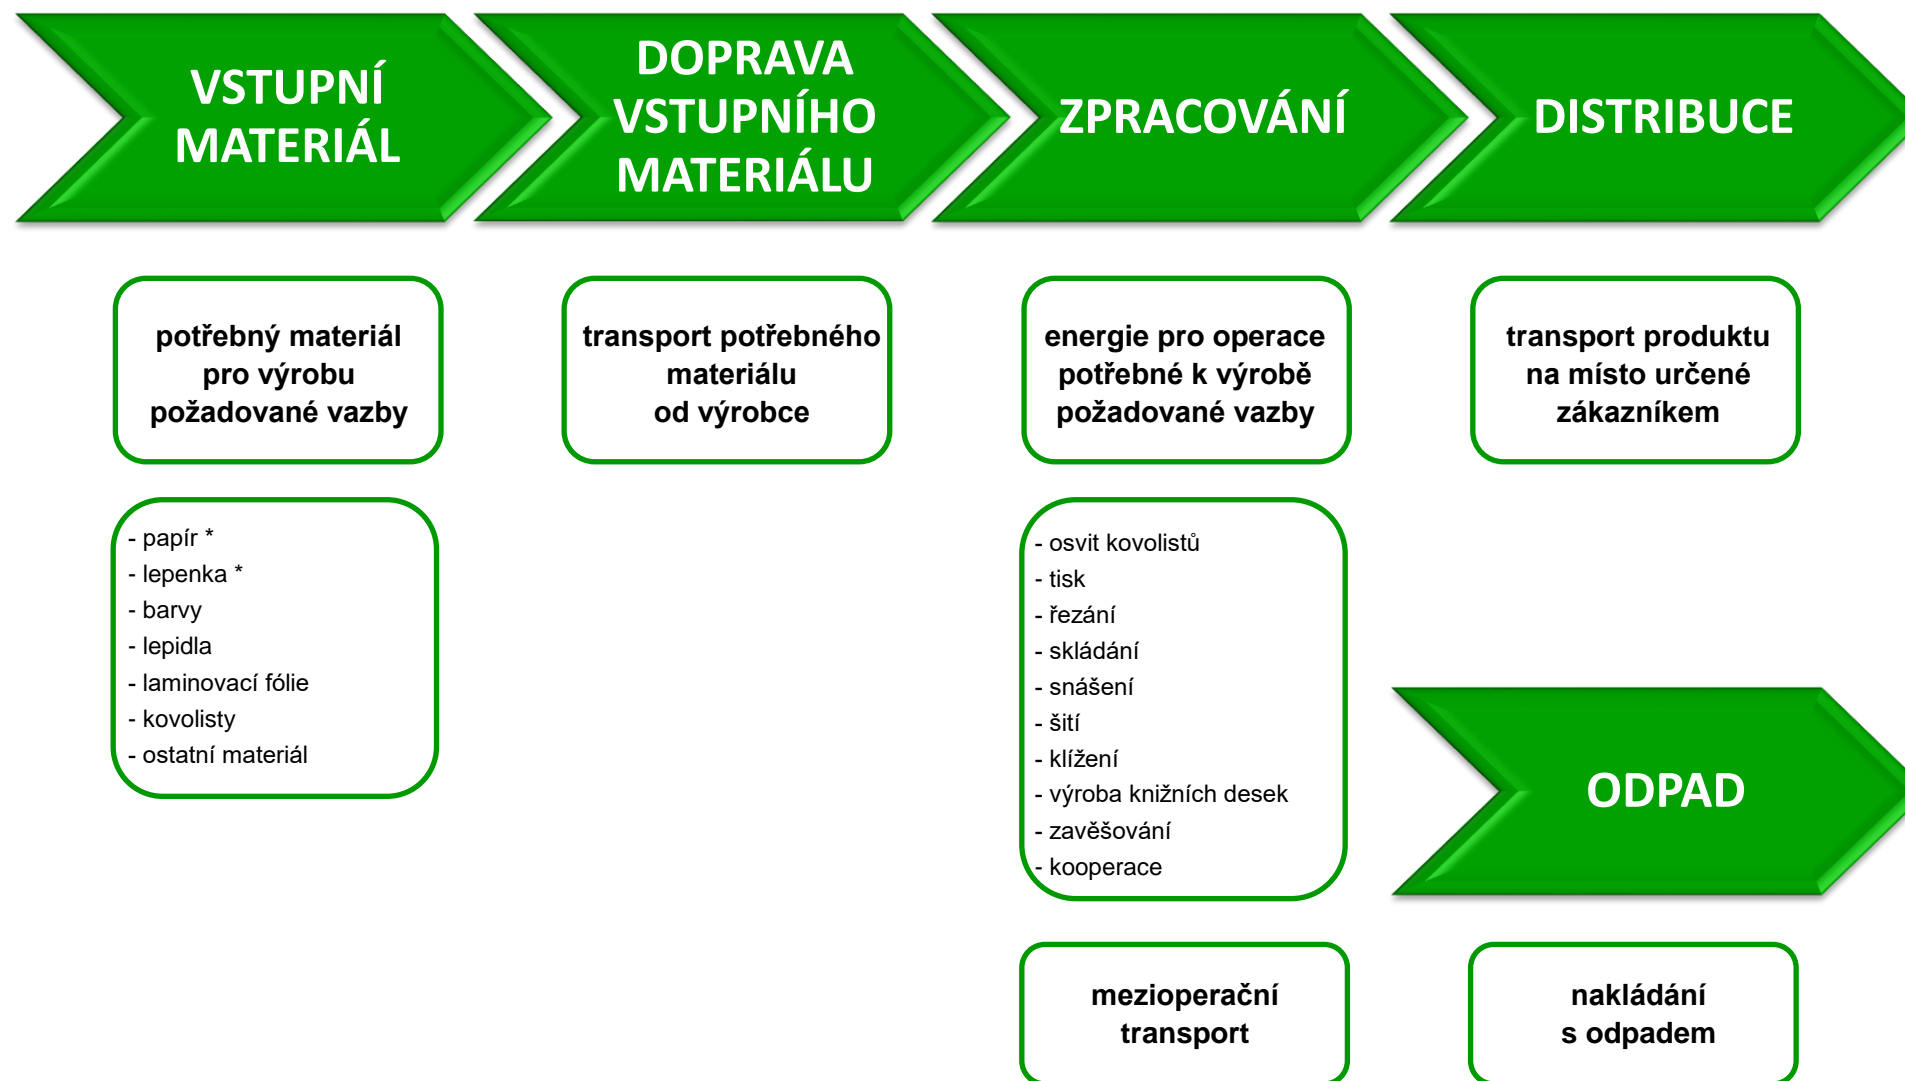 VSTUPNÍ
MATERIÁL
DOPRAVA
VSTUPNÍHO
MATERIÁLU
ZPRACOVÁNÍ
DISTRIBUCE
potřebný materiál
pro výrobu
požadované vazby
transport potřebného
materiálu
od výrobce
energie pro operace
potřebné k výrobě
požadované vazby
transport produktu
na místo určené
zákazníkem
- papír *
- lepenka *
- barvy
- lepidla
- laminovací fólie
- kovolisty
- ostatní materiál
- osvit kovolistů
- tisk
- řezání
- skládání
- snášení
- šití
- klížení
- výroba knižních desek
- zavěšování
- kooperace
ODPAD
mezioperační
transport
nakládání
s odpadem